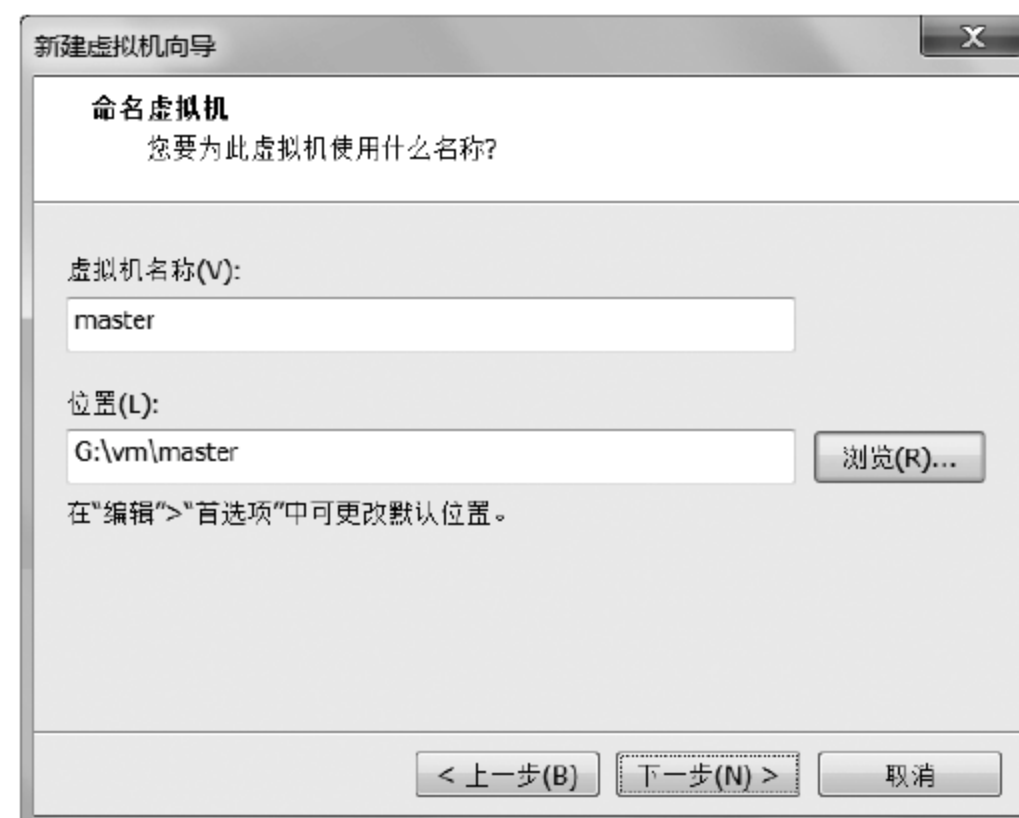 新建虚拟机向导
X
命名虚拟机
您要为此虚拟机使用什么名称?
虚拟机名称(V):
master
位置(L):
G:\vm\master
浏览(R)...
在“编辑”>“首选项”中可更改默认位置。
< 上一步(B)
下一步(N) >
取消